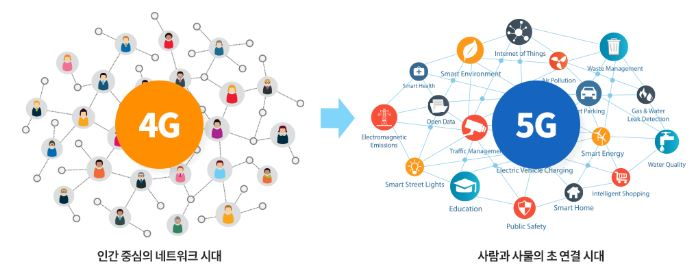 4G
인간 중심의 네트워크 시대
5G
Internet of Things
Smart Environment
Waste Management
Air Pollution
Smart Health
Smart Parking
Open Data
Gas & Water
Leak Detection
Electromagnetic
Emissions
Traffic Management
Smart Energy
Water Quality
Electric Vehicle Charging
Smart Street Lights
Intelligent Shopping
Education
Smart Home
Public Safety
사람과 사물의 초 연결 시대